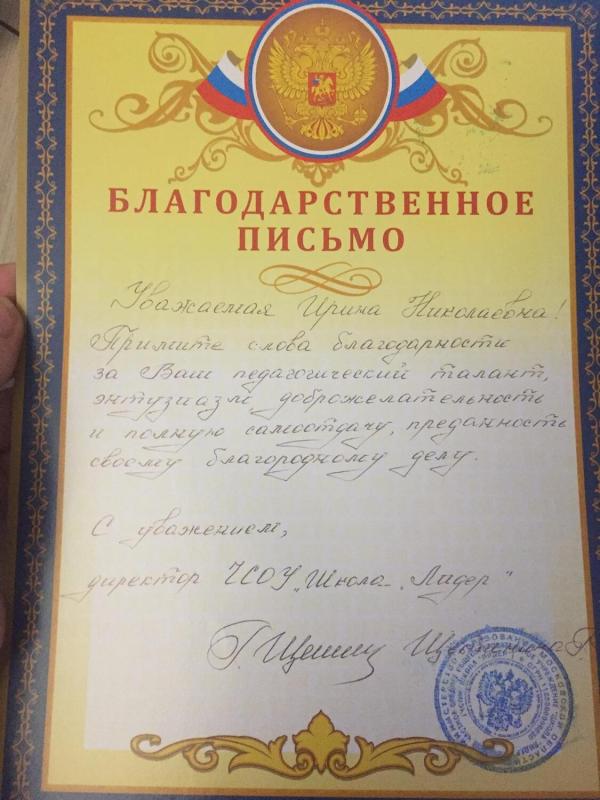 БЛАГОДАРСТВЕННОЕ
ПИСЬМО
Уважаемая Ирина Николаевна!
Примите слова благодарности
за Ваш педагогический талант,
энтузиазм, доброжелательность
и полную самоотдачу, преданность
своему благородному делу.
С уважением,
директор ЧСОУ „Школа „Лидер"
Г.